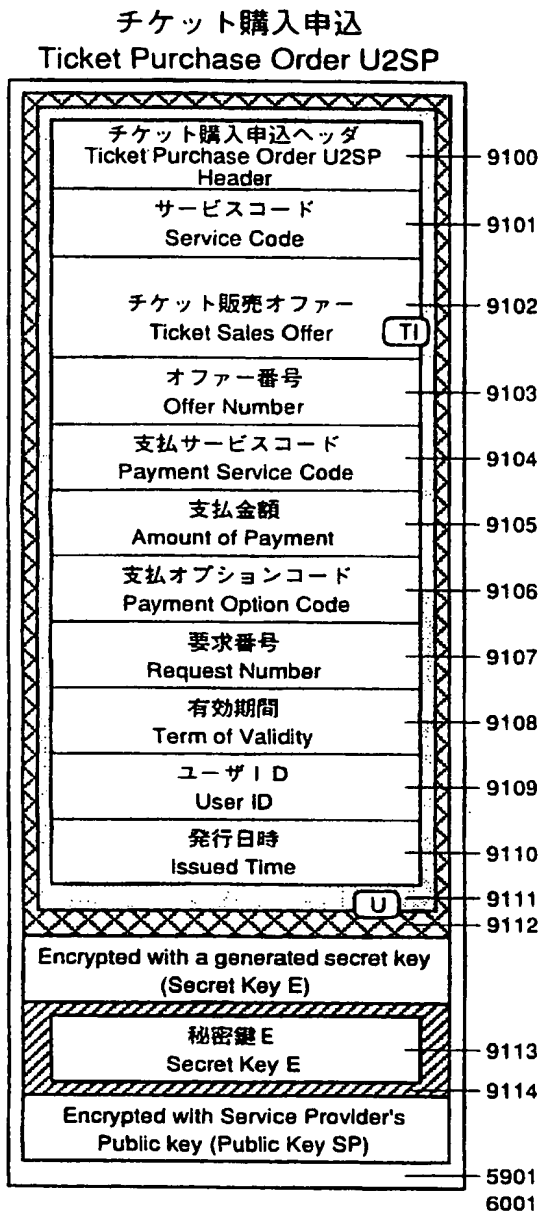 チケット購入申込
Ticket Purchase Order U2SP
チケット購入申込ヘッダ
Ticket Purchase Order U2SP
Header
9100
サービスコード
Service Code
9101
チケット販売オファー
Ticket Sales Offer
TI
9102
オファー番号
Offer Number
9103
支払サービスコード
Payment Service Code
9104
支払金額
Amount of Payment
9105
支払オプションコード
Payment Option Code
9106
要求番号
Request Number
9107
有効期間
Term of Validity
9108
ユーザID
User ID
9109
発行日時
Issued Time
9110
U
9111
9112
Encrypted with a generated secret key
(Secret Key E)
秘密鍵E
Secret Key E
9113
9114
Encrypted with Service Provider's
Public key (Public Key SP)
5901
6001